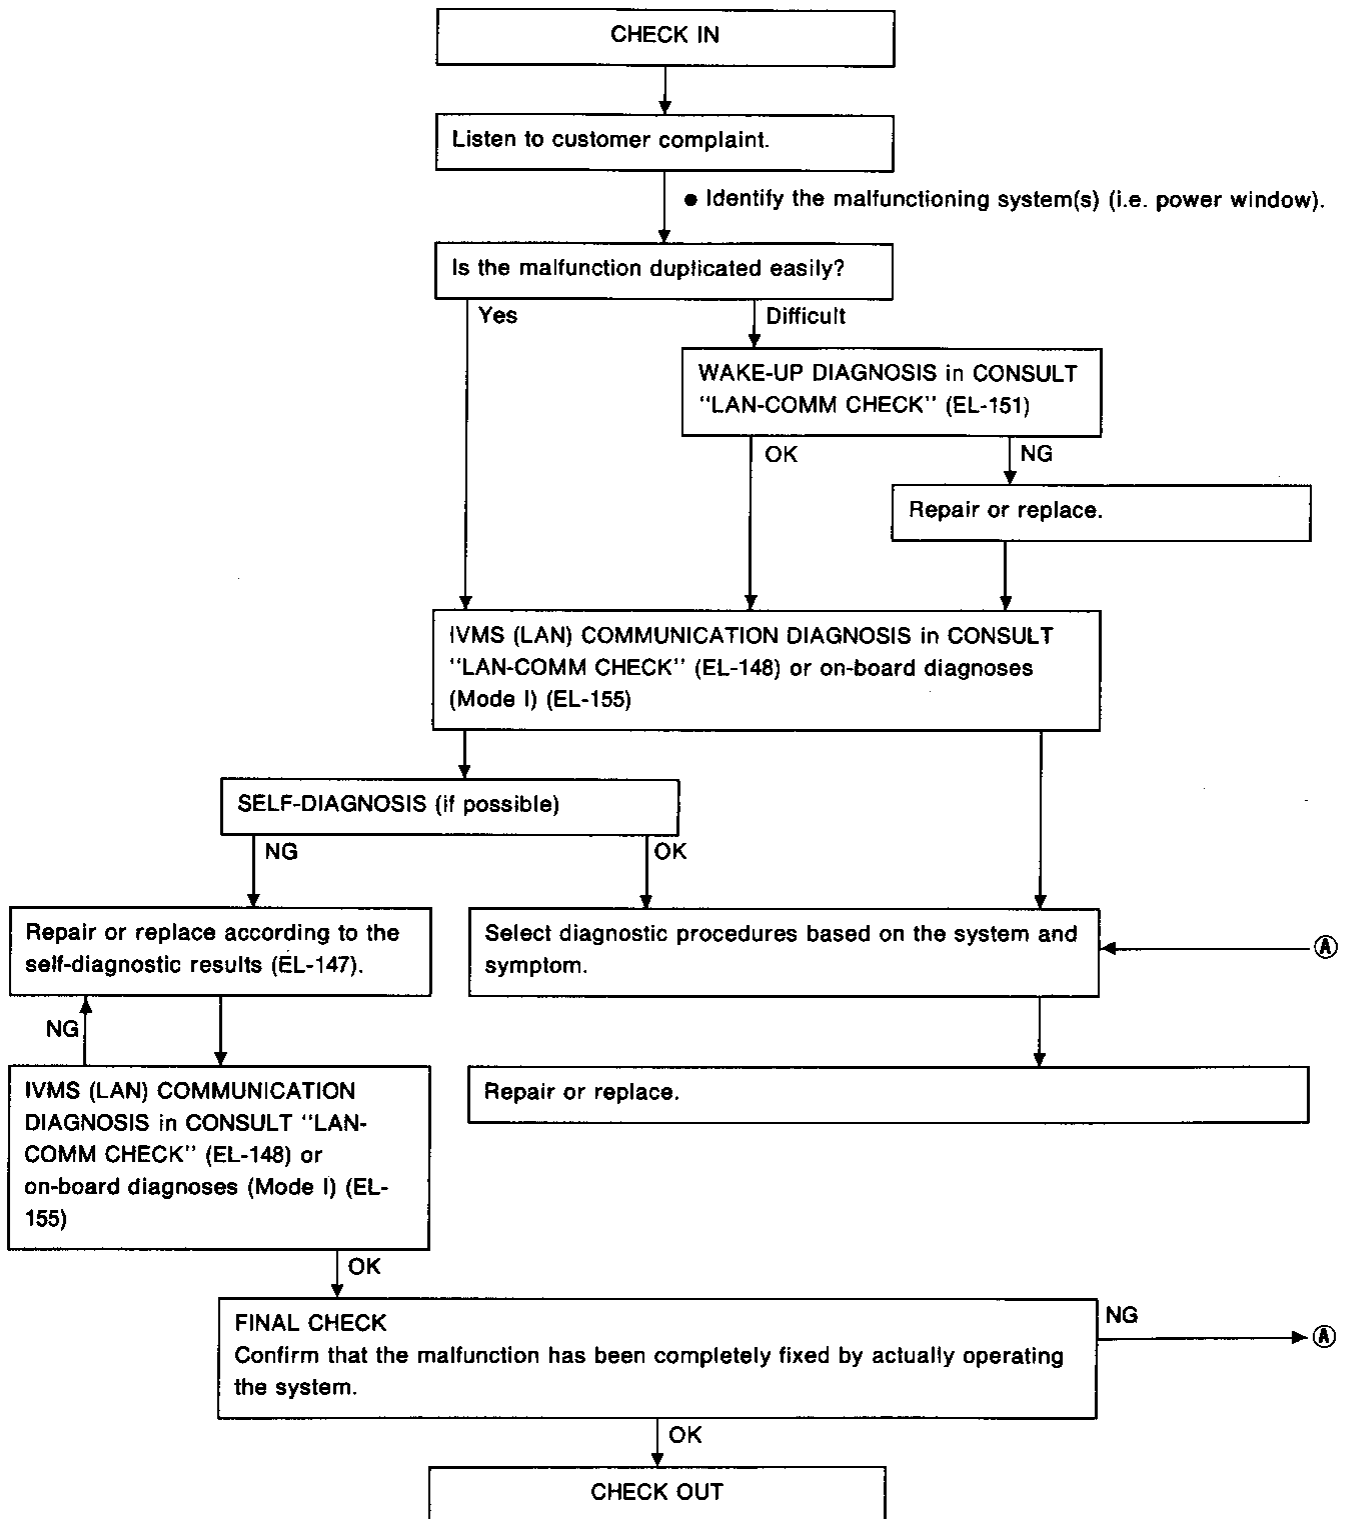 CHECK IN
Listen to customer complaint.
● Identify the malfunctioning system(s) (i.e. power window).
Is the malfunction duplicated easily?
Yes
Difficult
WAKE-UP DIAGNOSIS in CONSULT
"LAN-COMM CHECK" (EL-151)
OK
NG
Repair or replace.
IVMS (LAN) COMMUNICATION DIAGNOSIS in CONSULT
"LAN-COMM CHECK" (EL-148) or on-board diagnoses
(Mode I) (EL-155)
SELF-DIAGNOSIS (if possible)
NG
OK
Repair or replace according to the
self-diagnostic results (EL-147).
Select diagnostic procedures based on the system and
symptom.
Ⓐ
NG
IVMS (LAN) COMMUNICATION
DIAGNOSIS in CONSULT "LAN-
COMM CHECK" (EL-148) or
on-board diagnoses (Mode I) (EL-
155)
Repair or replace.
OK
FINAL CHECK
Confirm that the malfunction has been completely fixed by actually operating
the system.
NG
Ⓐ
OK
CHECK OUT